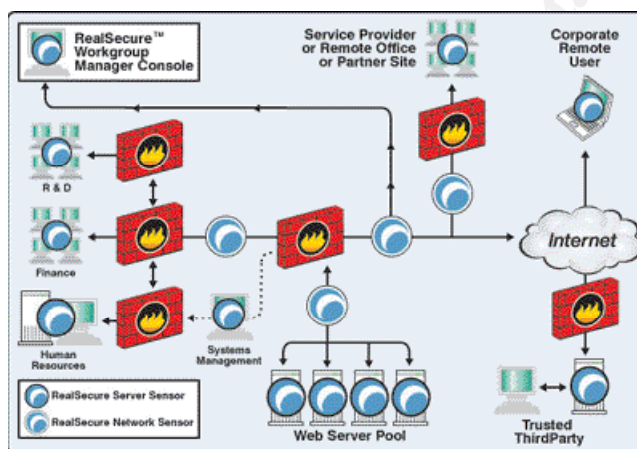 RealSecure™
Workgroup
Manager Console
Service Provider
or Remote Office
or Partner Site
Corporate
Remote
User
R & D
Finance
Internet
Human
Resources
Systems
Management
RealSecure Server Sensor
RealSecure Network Sensor
Web Server Pool
Trusted
ThirdParty